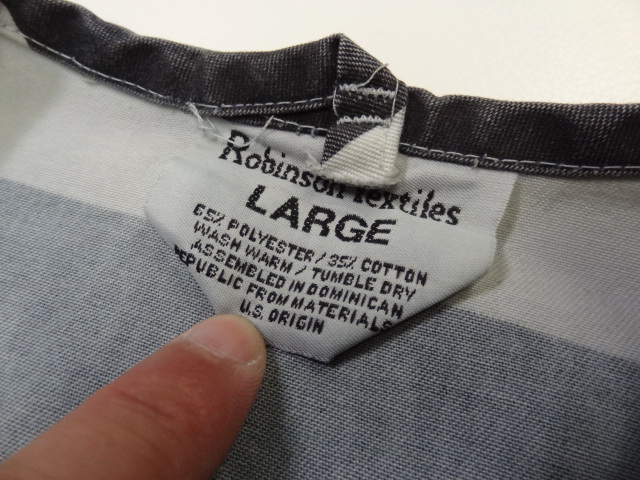 Robinson Textiles
LARGE
65% POLYESTER / 35% COTTON
WASH WARM / TUMBLE DRY
ASSEMBLED IN DOMINICAN
REPUBLIC FROM MATERIALS
U.S. ORIGIN